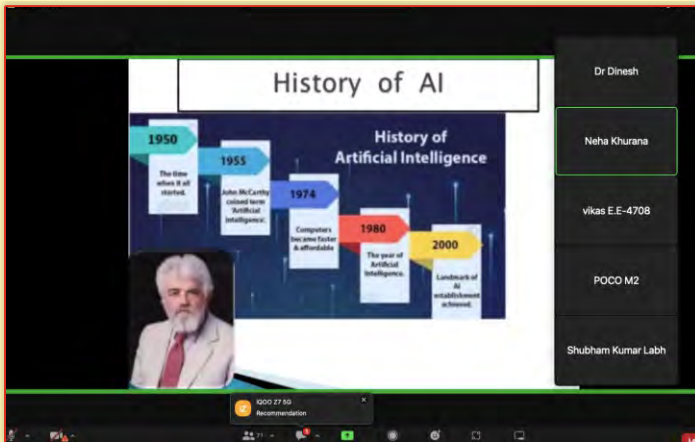 History of AI
History of
Artificial Intelligence
1950
The time
when it all
started.
1955
John McCarthy
coined term
'Artificial
Intelligence'.
1974
Computers
became faster
& affordable
1980
The year of
Artificial
Intelligence.
2000
Landmark of
AI
establishment
achieved.
Dr Dinesh
Neha Khurana
vikas E.E-4708
POCO M2
Shubham Kumar Labh
iQOO Z7 5G
Recommendation